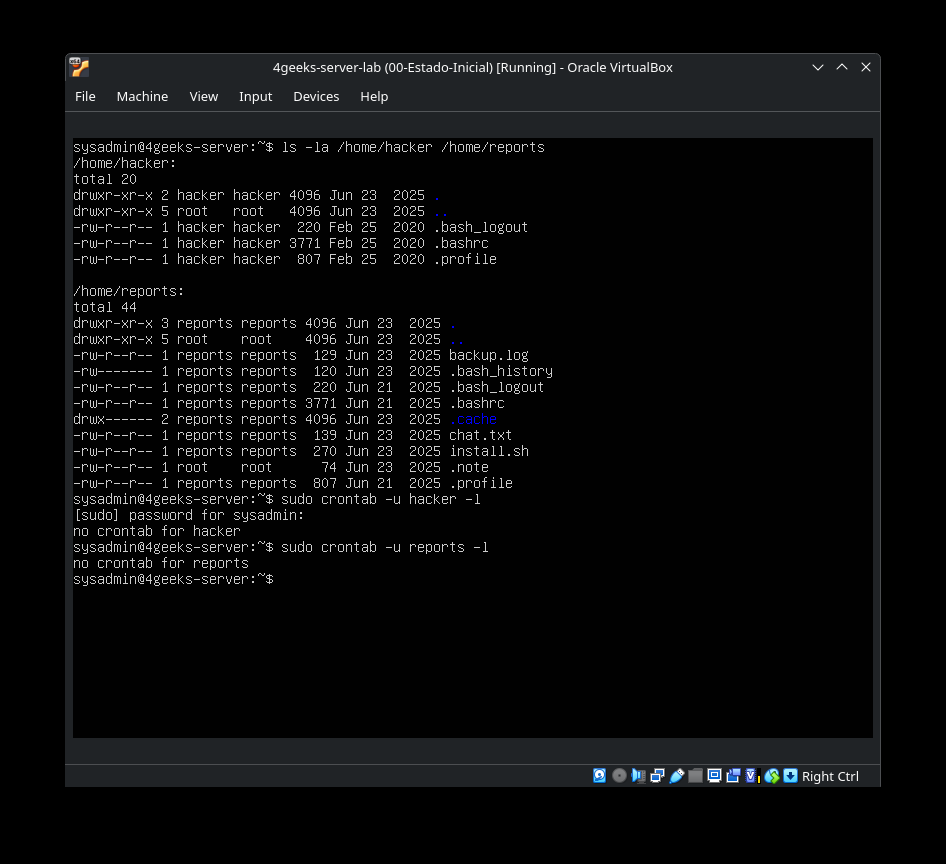 4geeks-server-lab (00-Estado-Inicial) [Running] - Oracle VirtualBox
File Machine View Input Devices Help
sysadmin@4geeks-server:~$ ls -la /home/hacker /home/reports
/home/hacker:
total 20
drwxr-xr-x 2 hacker hacker 4096 Jun 23  2025 .
drwxr-xr-x 5 root   root   4096 Jun 23  2025 ..
-rw-r--r-- 1 hacker hacker  220 Feb 25  2020 .bash_logout
-rw-r--r-- 1 hacker hacker 3771 Feb 25  2020 .bashrc
-rw-r--r-- 1 hacker hacker  807 Feb 25  2020 .profile
/home/reports:
total 44
drwxr-xr-x 3 reports reports 4096 Jun 23  2025 .
drwxr-xr-x 5 root    root    4096 Jun 23  2025 ..
-rw-r--r-- 1 reports reports  129 Jun 23  2025 backup.log
-rw------- 1 reports reports  120 Jun 23  2025 .bash_history
-rw-r--r-- 1 reports reports  220 Jun 21  2025 .bash_logout
-rw-r--r-- 1 reports reports 3771 Jun 21  2025 .bashrc
drwx------ 2 reports reports 4096 Jun 23  2025 .cache
-rw-r--r-- 1 reports reports  139 Jun 23  2025 chat.txt
-rw-r--r-- 1 reports reports  270 Jun 23  2025 install.sh
-rw-r--r-- 1 root    root      74 Jun 23  2025 .note
-rw-r--r-- 1 reports reports  807 Jun 21  2025 .profile
sysadmin@4geeks-server:~$ sudo crontab -u hacker -l
[sudo] password for sysadmin:
no crontab for hacker
sysadmin@4geeks-server:~$ sudo crontab -u reports -l
no crontab for reports
sysadmin@4geeks-server:~$
Right Ctrl